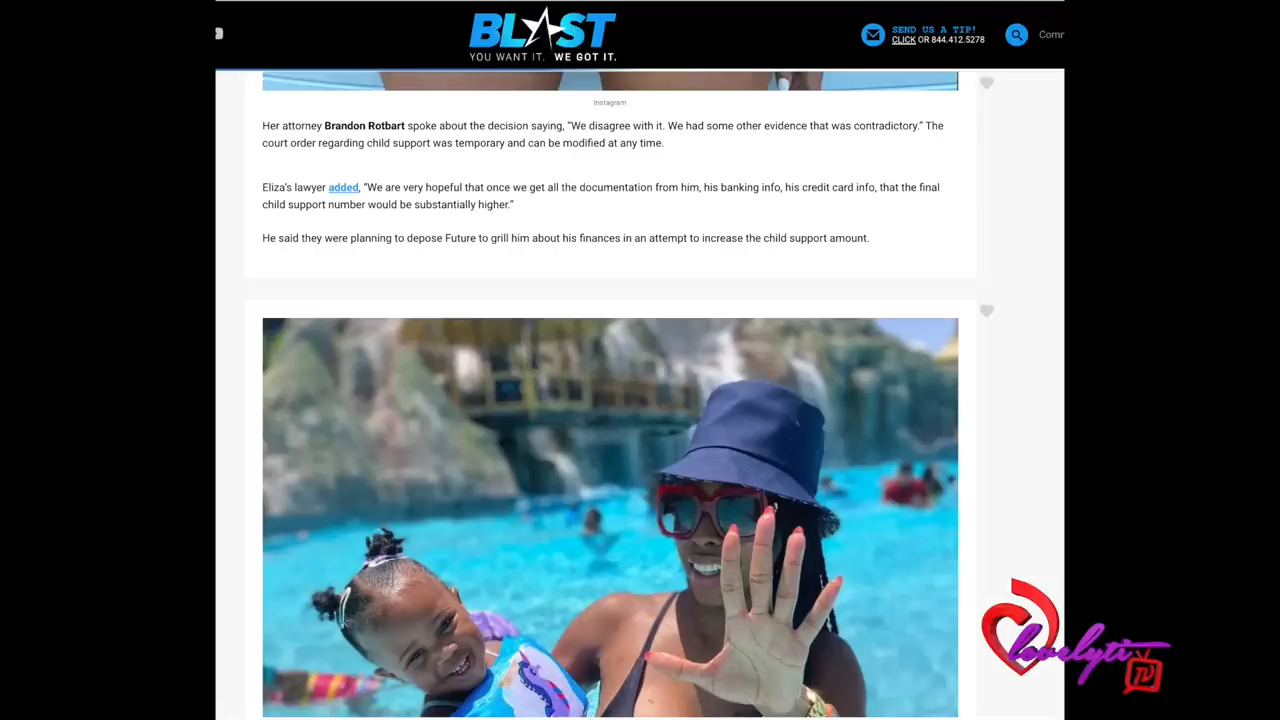 BLAST
YOU WANT IT. WE GOT IT.
SEND US A TIP!
CLICK OR 844.412.5278
Comr
Instagram
Her attorney Brandon Rotbart spoke about the decision saying, “We disagree with it. We had some other evidence that was contradictory.” The
court order regarding child support was temporary and can be modified at any time.
Eliza’s lawyer added, “We are very hopeful that once we get all the documentation from him, his banking info, his credit card info, that the final
child support number would be substantially higher.”
He said they were planning to depose Future to grill him about his finances in an attempt to increase the child support amount.
lovelyti
TV